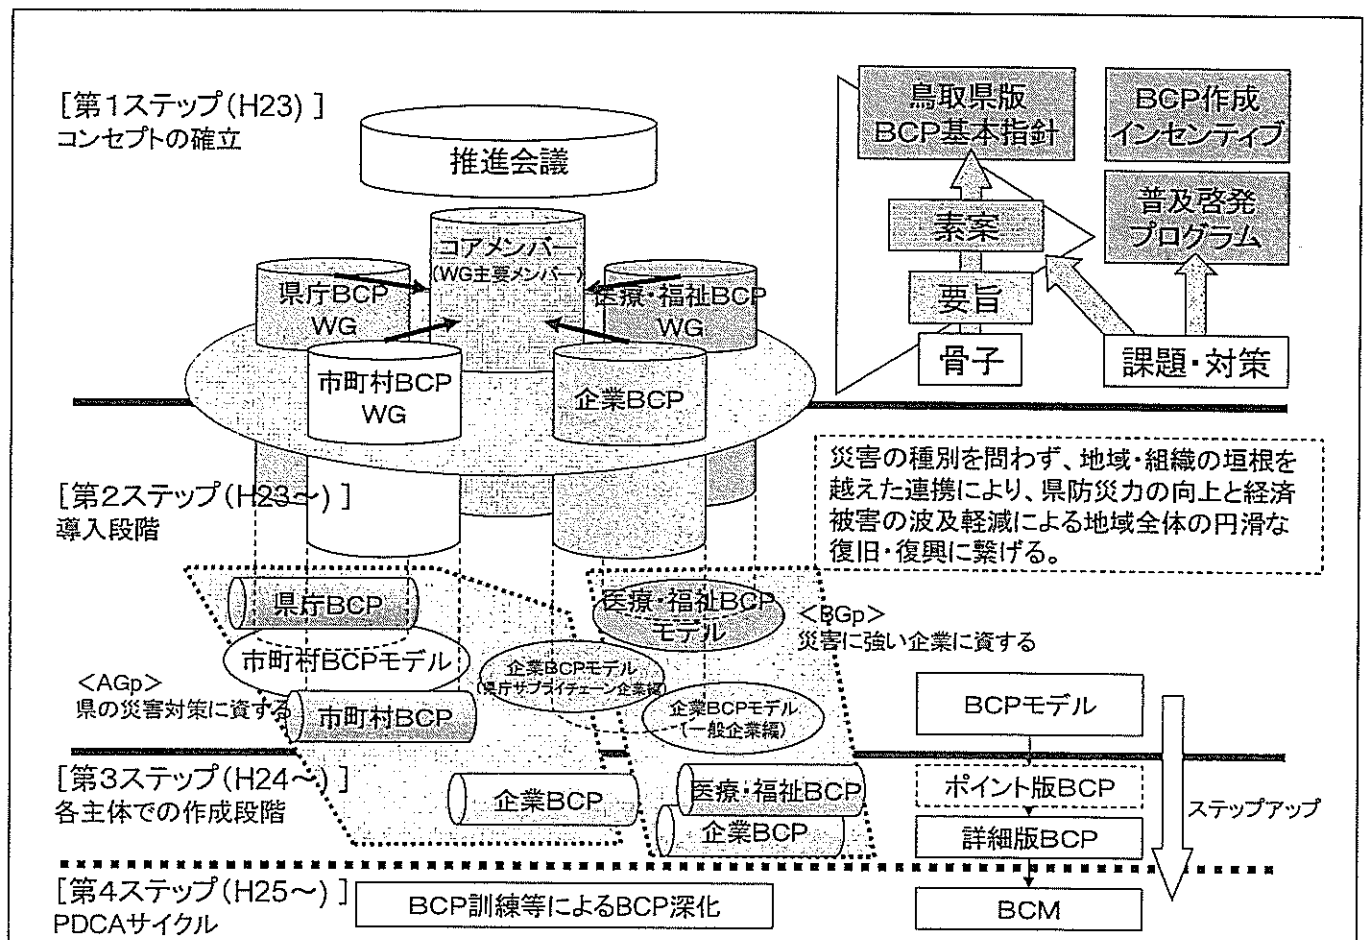 [第1ステップ(H23)]
コンセプトの確立
推進会議
コアメンバー
(WG主要メンバー)
県庁BCP
WG
医療・福祉BCP
WG
市町村BCP
WG
企業BCP
鳥取県版
BCP基本指針
BCP作成
インセンティブ
素案
普及啓発
プログラム
要旨
骨子
課題・対策
[第2ステップ(H23~)]
導入段階
災害の種別を問わず、地域・組織の垣根を
越えた連携により、県防災力の向上と経済
被害の波及軽減による地域全体の円滑な
復旧・復興に繋げる。
県庁BCP
医療・福祉BCP
モデル
<BGp>
災害に強い企業に資する
市町村BCPモデル
企業BCPモデル
(県庁サプライチェーン企業編)
<AGp>
県の災害対策に資する
市町村BCP
企業BCPモデル
(一般企業編)
BCPモデル
[第3ステップ(H24~)]
各主体での作成段階
企業BCP
医療・福祉BCP
企業BCP
ポイント版BCP
詳細版BCP
ステップアップ
[第4ステップ(H25~)]
PDCAサイクル
BCP訓練等によるBCP深化
BCM